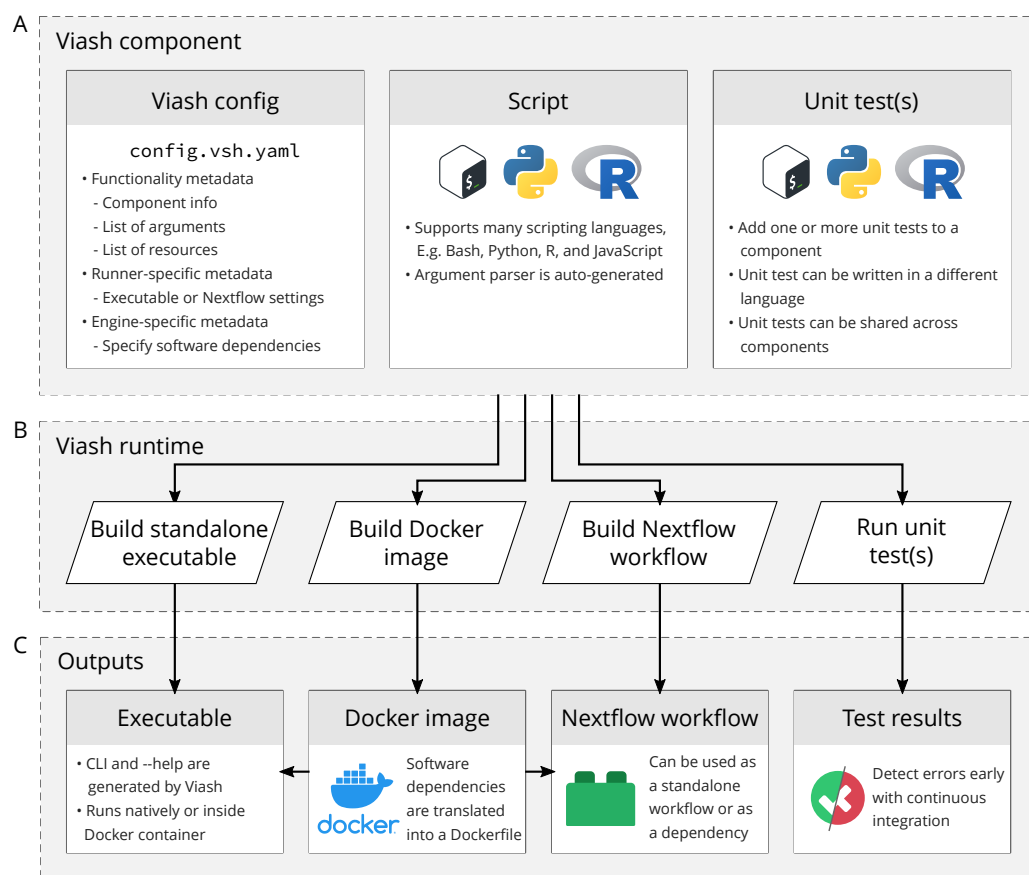 A
Viash component
Viash config
config.vsh.yaml
• Functionality metadata
- Component info
- List of arguments
- List of resources
• Runner-specific metadata
- Executable or Nextflow settings
• Engine-specific metadata
- Specify software dependencies
Script
$_
R
• Supports many scripting languages,
E.g. Bash, Python, R, and JavaScript
• Argument parser is auto-generated
Unit test(s)
$_
R
• Add one or more unit tests to a
component
• Unit test can be written in a different
language
• Unit tests can be shared across
components
B
Viash runtime
Build standalone
executable
Build Docker
image
Build Nextflow
workflow
Run unit
test(s)
C
Outputs
Executable
• CLI and --help are
generated by Viash
• Runs natively or inside
Docker container
Docker image
docker
Software
dependencies
are translated
into a Dockerfile
Nextflow workflow
Can be used as
a standalone
workflow or as
a dependency
Test results
Detect errors early
with continuous
integration